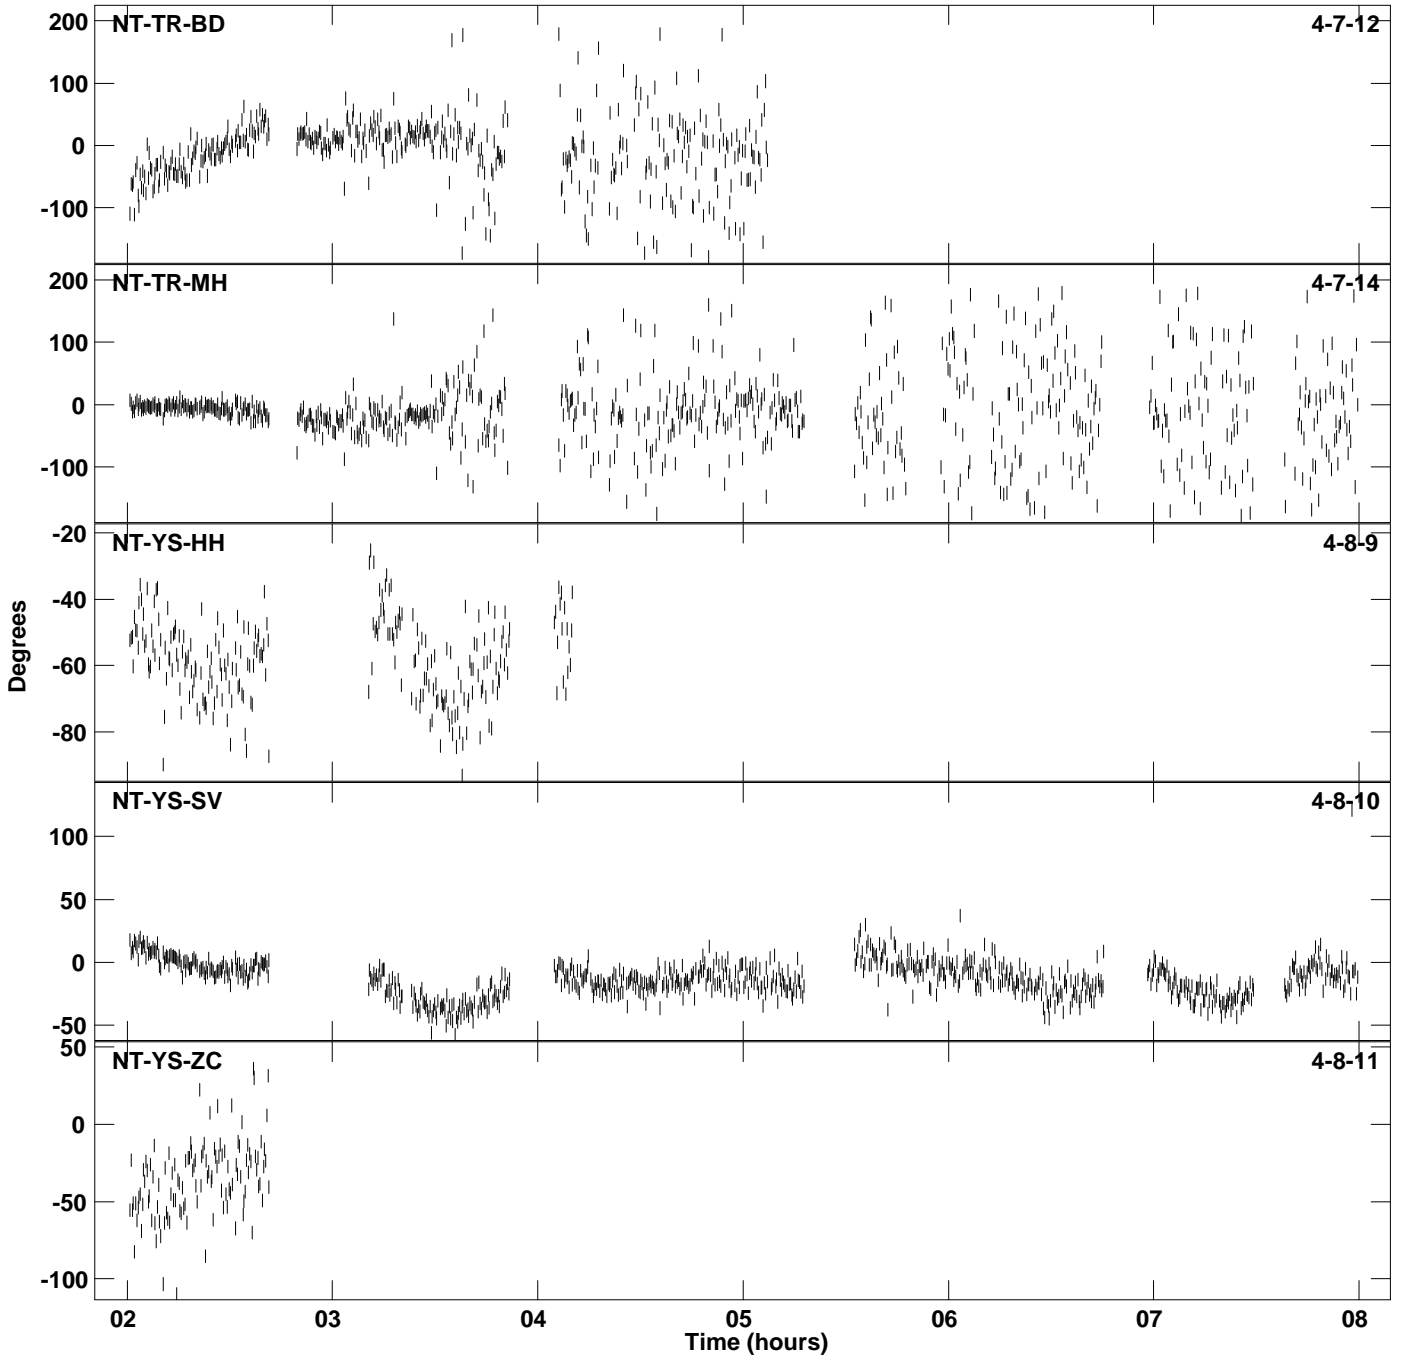 NT-TR-BD 4-7-12
200
100
0
-100
NT-TR-MH 4-7-14
200
100
0
-100
NT-YS-HH 4-8-9
-20
-40
-60
-80
Degrees
NT-YS-SV 4-8-10
100
50
0
-50
NT-YS-ZC 4-8-11
50
0
-50
-100
02 03 04 05 06 07 08
Time (hours)